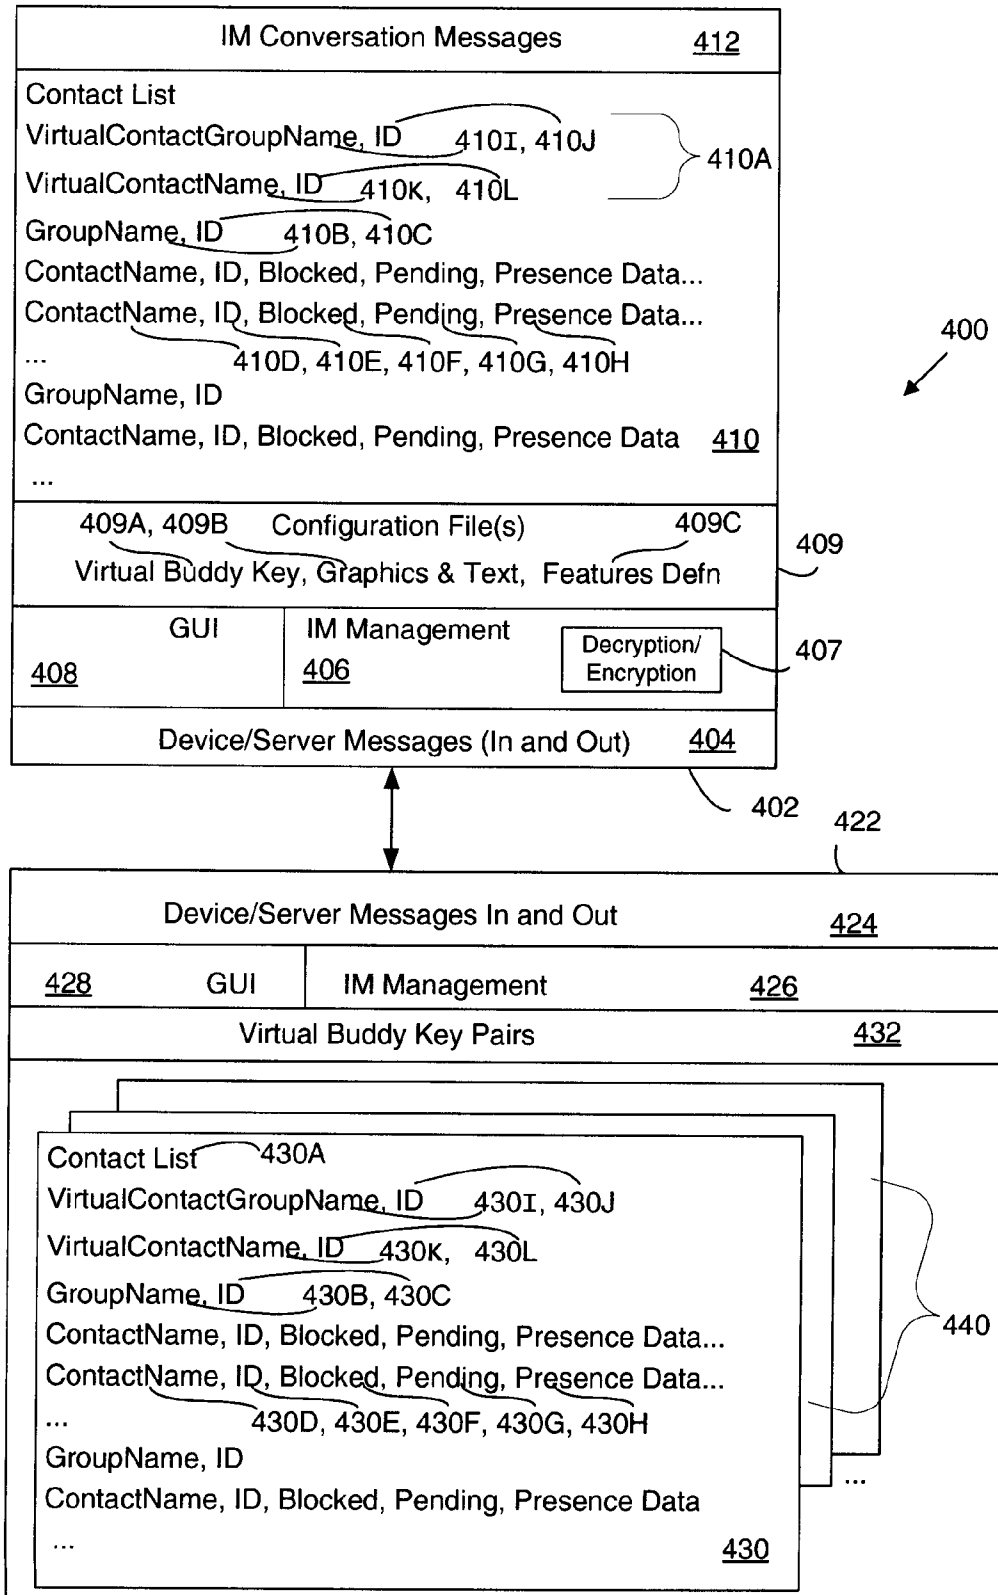 IM Conversation Messages 412
Contact List
VirtualContactGroupName, ID 410I, 410J
410A
VirtualContactName, ID 410K, 410L
GroupName, ID 410B, 410C
ContactName, ID, Blocked, Pending, Presence Data...
ContactName, ID, Blocked, Pending, Presence Data...
... 410D, 410E, 410F, 410G, 410H
400
GroupName, ID
ContactName, ID, Blocked, Pending, Presence Data 410
...
409A, 409B Configuration File(s) 409C
409
Virtual Buddy Key, Graphics & Text, Features Defn
GUI IM Management
408 406
Decryption/
Encryption
407
Device/Server Messages (In and Out) 404
402
422
Device/Server Messages In and Out 424
428 GUI IM Management 426
Virtual Buddy Key Pairs 432
Contact List 430A
VirtualContactGroupName, ID 430I, 430J
VirtualContactName, ID 430K, 430L
GroupName, ID 430B, 430C
440
ContactName, ID, Blocked, Pending, Presence Data...
ContactName, ID, Blocked, Pending, Presence Data...
... 430D, 430E, 430F, 430G, 430H
GroupName, ID
...
ContactName, ID, Blocked, Pending, Presence Data
... 430